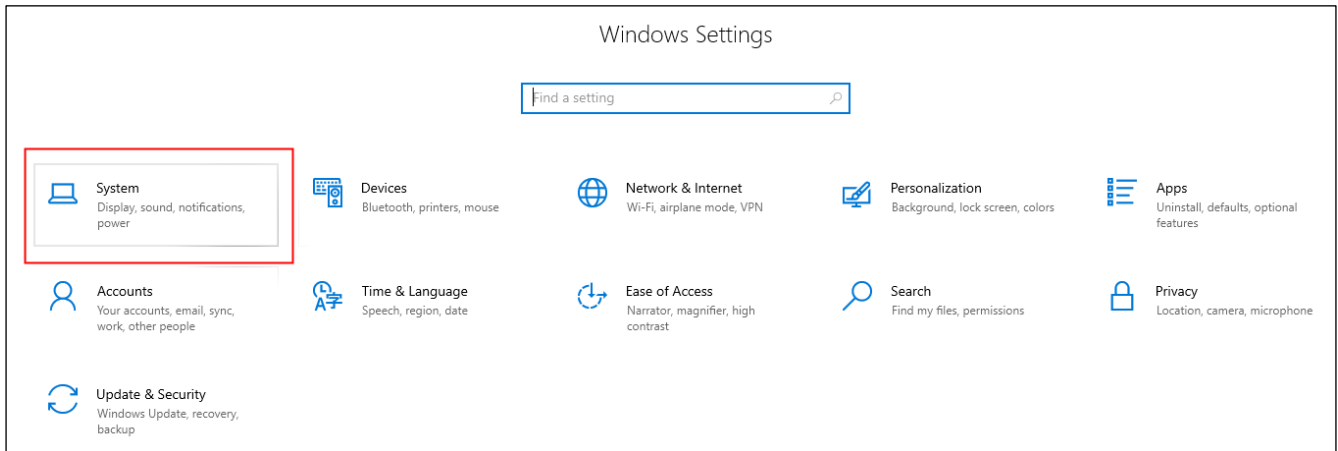 Windows Settings
Find a setting
System
Display, sound, notifications,
power
Devices
Bluetooth, printers, mouse
Network & Internet
Wi-Fi, airplane mode, VPN
Personalization
Background, lock screen, colors
Apps
Uninstall, defaults, optional
features
Accounts
Your accounts, email, sync,
work, other people
A字
Time & Language
Speech, region, date
Ease of Access
Narrator, magnifier, high
contrast
Search
Find my files, permissions
Privacy
Location, camera, microphone
Update & Security
Windows Update, recovery,
backup